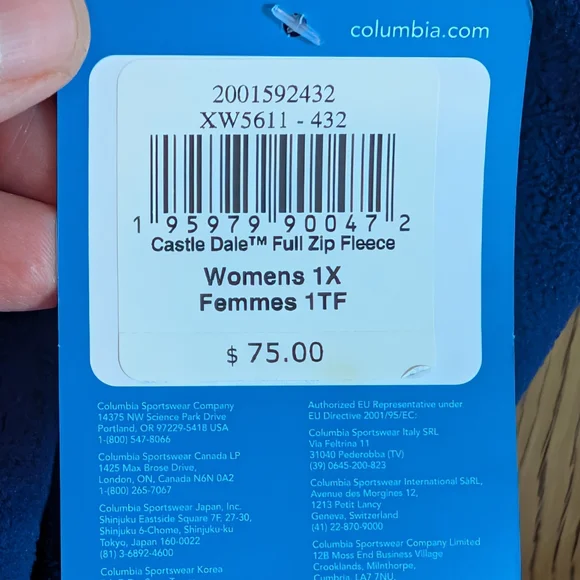 columbia.com
2001592432
XW5611 - 432
1 95979 90047 2
Castle Dale™ Full Zip Fleece
Womens 1X
Femmes 1TF
$ 75.00
Columbia Sportswear Company
14375 NW Science Park Drive
Portland, OR 97229-5418 USA
1-(800) 547-8066
Columbia Sportswear Canada LP
1425 Max Brose Drive,
London, ON, Canada N6N 0A2
1-(800) 265-7067
Columbia Sportswear Japan, Inc.
Shinjuku Eastside Square 7F, 27-30,
Shinjuku 6-Chome, Shinjuku-ku
Tokyo, Japan 160-0022
(81) 3-6892-4600
Columbia Sportswear Korea
Authorized EU Representative under
EU Directive 2001/95/EC:
Columbia Sportswear Italy SRL
Via Feltrina 11
31040 Pederobba (TV)
(39) 0645-200-823
Columbia Sportswear International SàRL,
Avenue des Morgines 12,
1213 Petit Lancy
Geneva, Switzerland
(41) 22-870-9000
Columbia Sportswear Company Limited
12B Moss End Business Village
Crooklands, Milnthorpe,
Cumbria, LA7 7NU